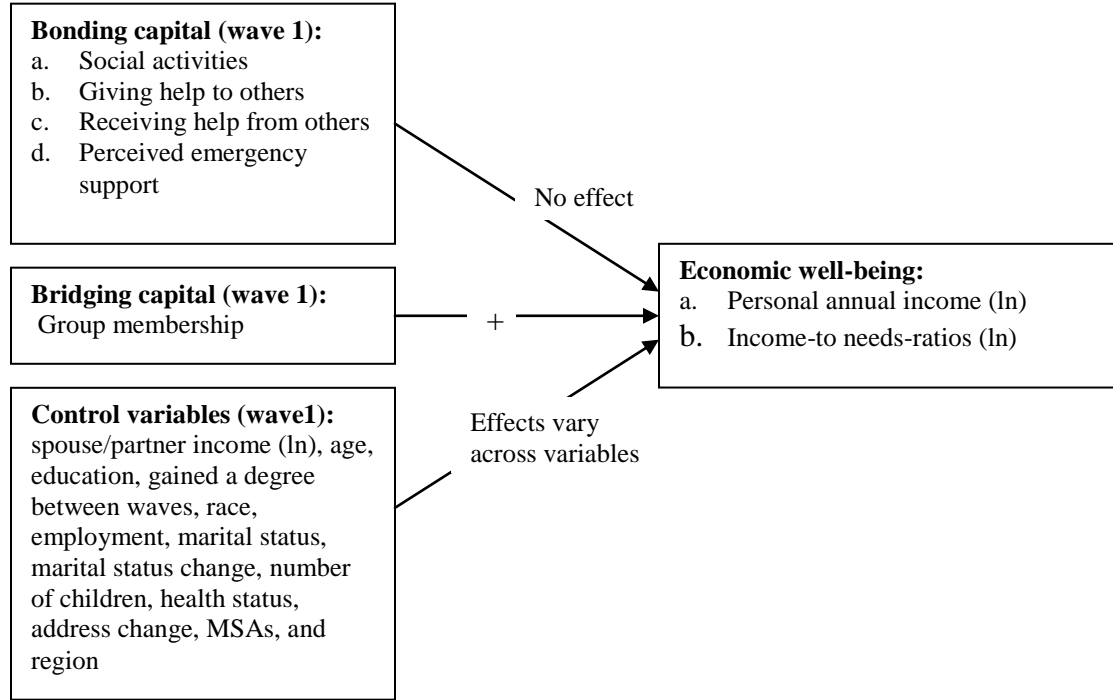 Bonding capital (wave 1):
a. Social activities
b. Giving help to others
c. Receiving help from others
d. Perceived emergency
support
No effect
Bridging capital (wave 1):
Group membership
+
Economic well-being:
a. Personal annual income (ln)
b. Income-to needs-ratios (ln)
Control variables (wave1):
spouse/partner income (ln), age,
education, gained a degree
between waves, race,
employment, marital status,
marital status change, number
of children, health status,
address change, MSAs, and
region
Effects vary
across variables